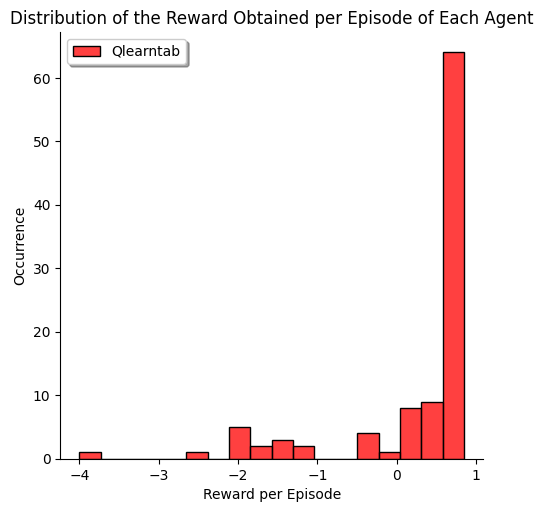 Distribution of the Reward Obtained per Episode of Each Agent
Qlearntab
60
50
40
30
20
10
0
Occurrence
−4 −3 −2 −1 0 1
Reward per Episode